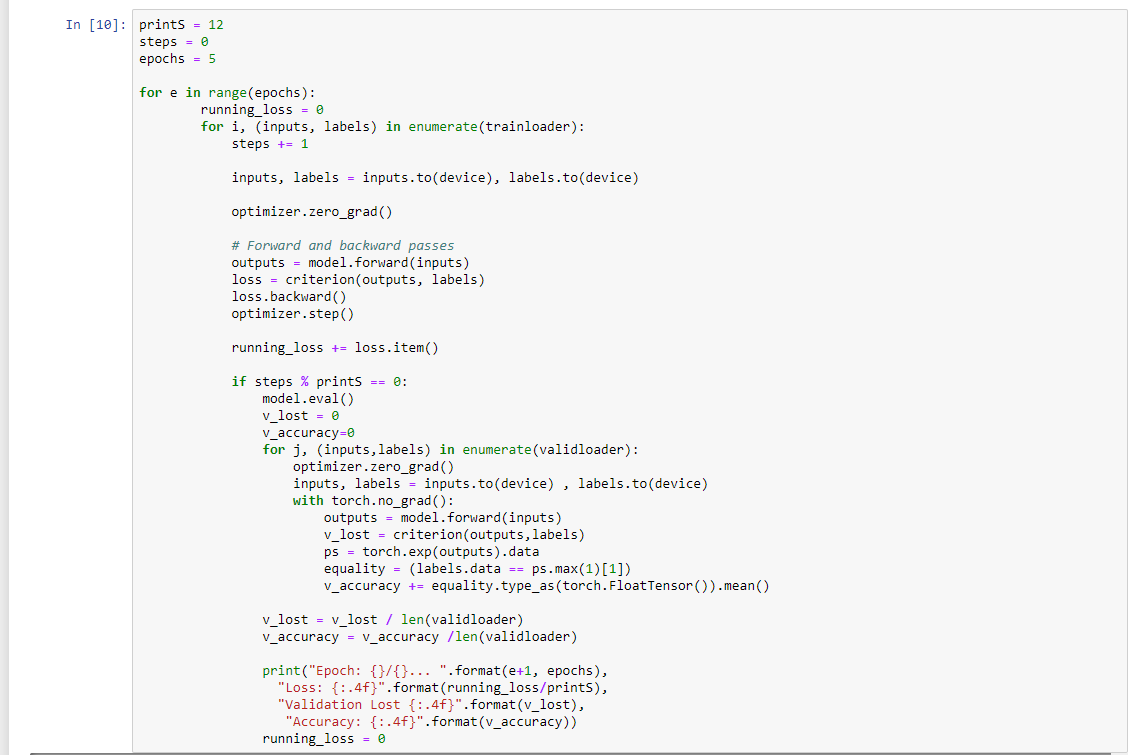 In [10]: printS = 12
steps = 0
epochs = 5
for e in range(epochs):
running_loss = 0
for i, (inputs, labels) in enumerate(trainloader):
steps += 1
inputs, labels = inputs.to(device), labels.to(device)
optimizer.zero_grad()
# Forward and backward passes
outputs = model.forward(inputs)
loss = criterion(outputs, labels)
loss.backward()
optimizer.step()
running_loss += loss.item()
if steps % printS == 0:
model.eval()
v_lost = 0
v_accuracy=0
for j, (inputs,labels) in enumerate(validloader):
optimizer.zero_grad()
inputs, labels = inputs.to(device) , labels.to(device)
with torch.no_grad():
outputs = model.forward(inputs)
v_lost = criterion(outputs,labels)
ps = torch.exp(outputs).data
equality = (labels.data == ps.max(1)[1])
v_accuracy += equality.type_as(torch.FloatTensor()).mean()
v_lost = v_lost / len(validloader)
v_accuracy = v_accuracy /len(validloader)
print("Epoch: {}/{}... ".format(e+1, epochs),
"Loss: {:.4f}".format(running_loss/printS),
"Validation Lost {:.4f}".format(v_lost),
"Accuracy: {:.4f}".format(v_accuracy))
running_loss = 0